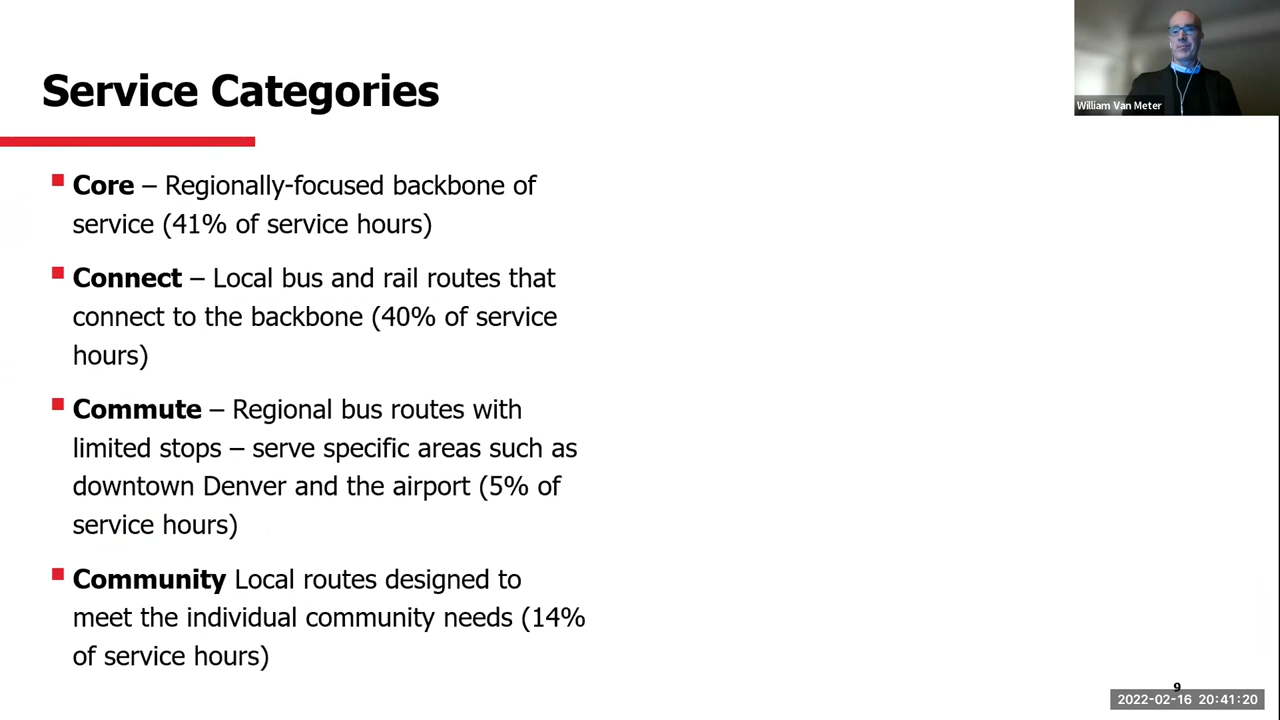 Service Categories
Core – Regionally-focused backbone of
service (41% of service hours)
Connect – Local bus and rail routes that
connect to the backbone (40% of service
hours)
Commute – Regional bus routes with
limited stops – serve specific areas such as
downtown Denver and the airport (5% of
service hours)
Community Local routes designed to
meet the individual community needs (14%
of service hours)
William Van Meter
9
2022-02-16 20:41:20